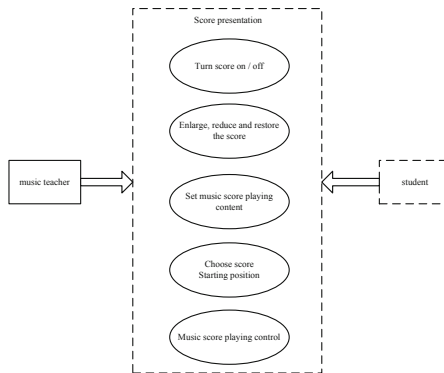 Score presentation
Turn score on / off
Enlarge, reduce and restore
the score
music teacher
student
Set music score playing
content
Choose score
Starting position
Music score playing control